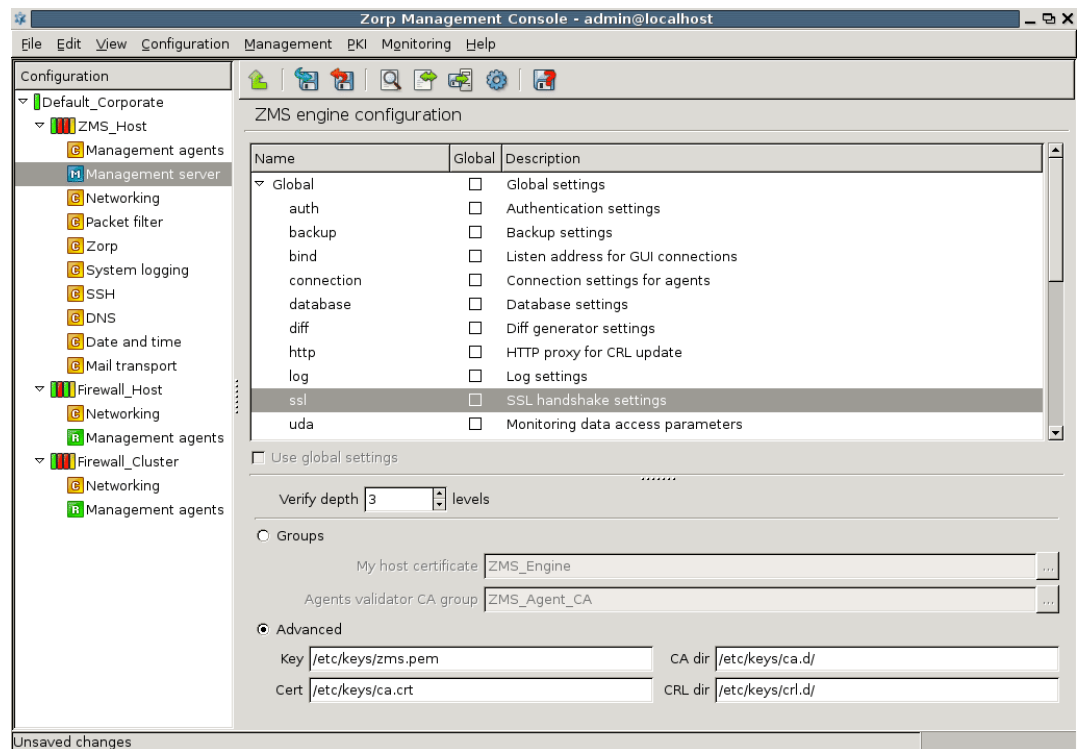 Zorp Management Console - admin@localhost
File Edit View Configuration Management PKI Monitoring Help
Configuration
Default_Corporate
ZMS_Host
C Management agents
M Management server
C Networking
C Packet filter
C Zorp
C System logging
C SSH
C DNS
C Date and time
C Mail transport
Firewall_Host
C Networking
R Management agents
Firewall_Cluster
C Networking
R Management agents
ZMS engine configuration
Name Global Description
Global Global settings
auth Authentication settings
backup Backup settings
bind Listen address for GUI connections
connection Connection settings for agents
database Database settings
diff Diff generator settings
http HTTP proxy for CRL update
log Log settings
ssl SSL handshake settings
uda Monitoring data access parameters
Use global settings
Verify depth 3 levels
Groups
My host certificate ZMS_Engine ...
Agents validator CA group ZMS_Agent_CA ...
Advanced
Key /etc/keys/zms.pem CA dir /etc/keys/ca.d/
Cert /etc/keys/ca.crt CRL dir /etc/keys/crl.d/
Unsaved changes